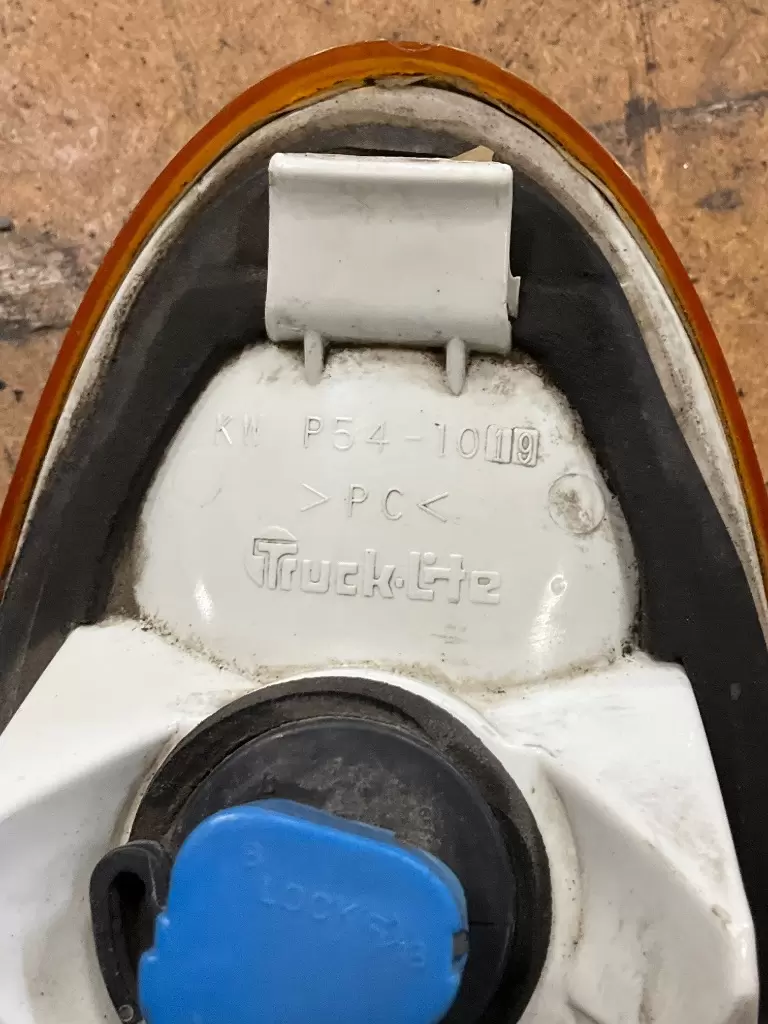 KW P54-1019
>PC<
Truck-Lite
LOCK